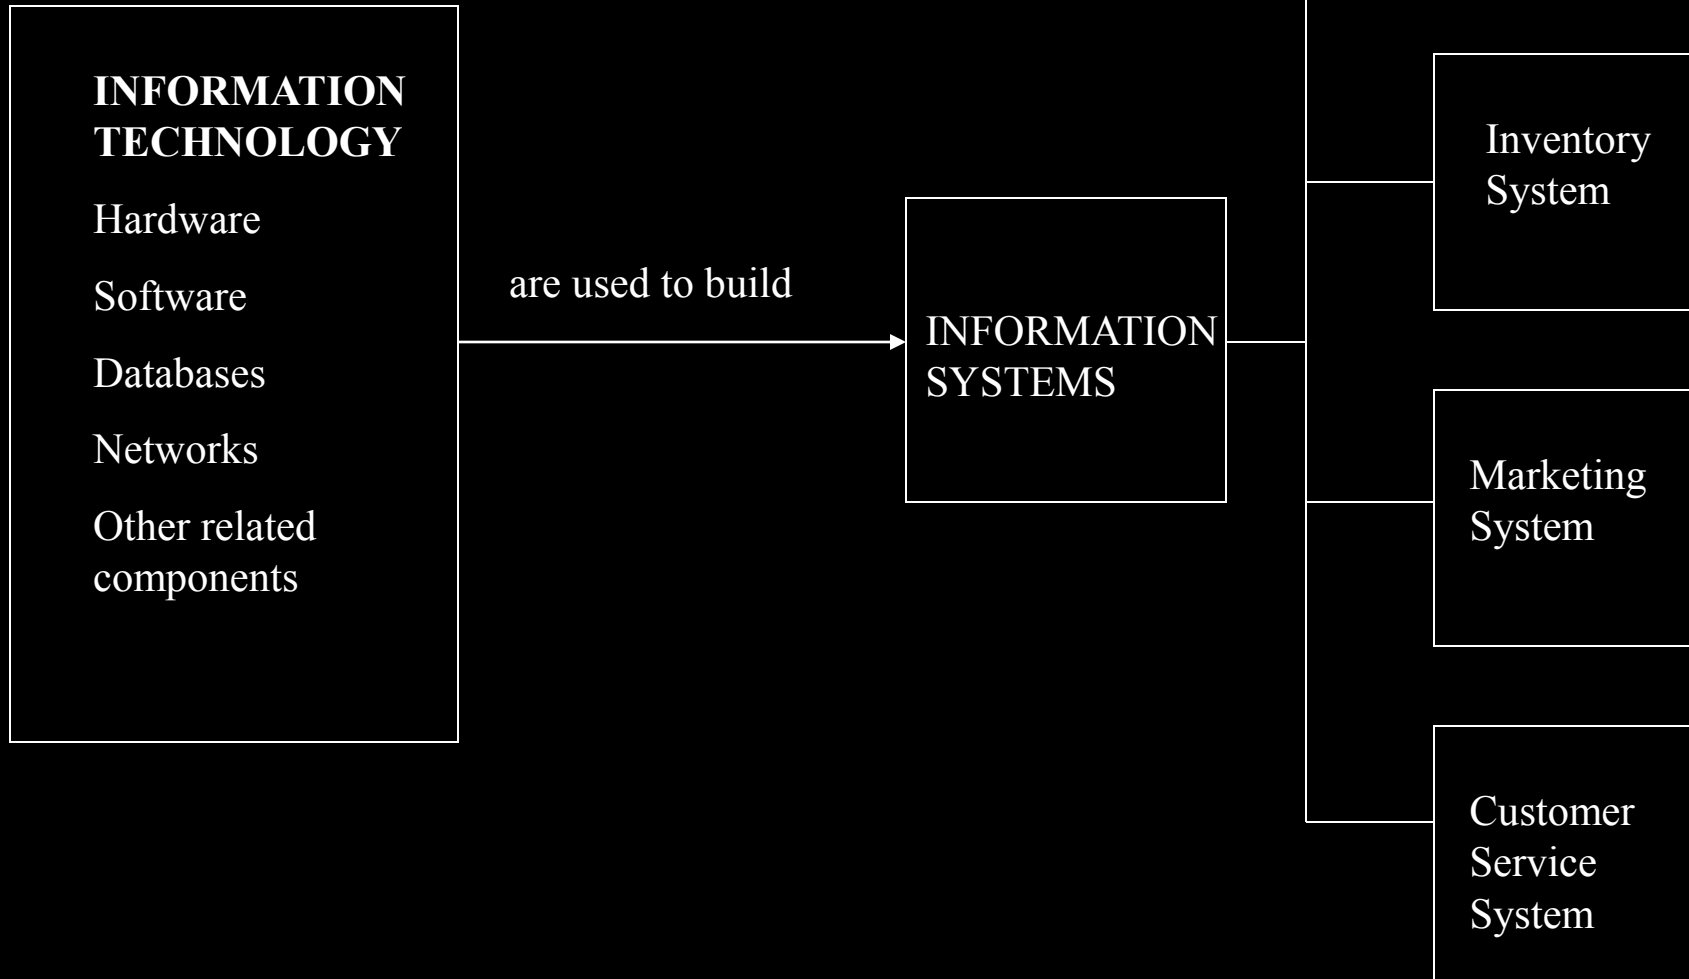 INFORMATION
TECHNOLOGY
Hardware
Software
Databases
Networks
Other related
components
are used to build
INFORMATION
SYSTEMS
Inventory
System
Marketing
System
Customer
Service
System